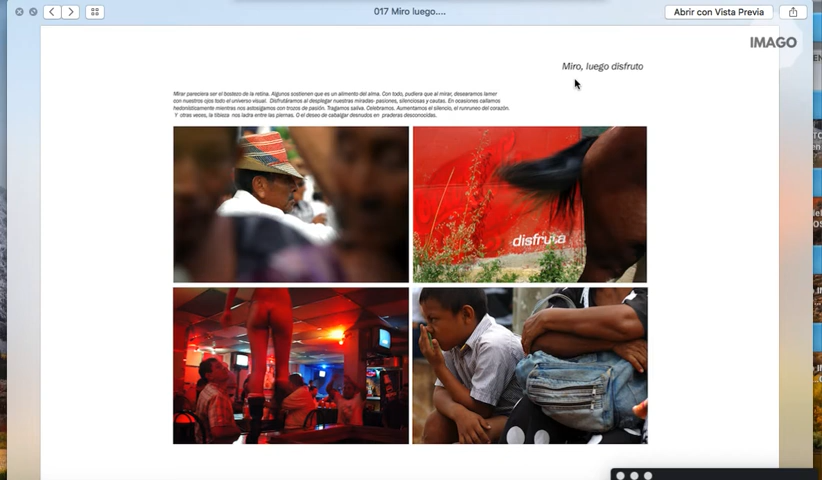 017 Miro luego....
Abrir con Vista Previa
IMAGO
Miro, luego disfruto
Mirar pareciera ser el bostezo de la retina. Algunos sostienen que es un alimento del alma. Con todo, pudiera que al mirar, deseáramos lamer
con nuestros ojos todo el universo visual. Disfrutáramos al desplegar nuestras miradas- pasiones, silenciosas y cautas. En ocasiones callamos
hedonísticamente mientras nos adosigamos con trozos de pasión. Tragamos saliva. Celebramos. Aumentamos el silencio, el runruneo del corazón.
Y otras veces, la tibieza nos ladra entre las piernas. O el deseo de cabalgar desnudos en praderas desconocidas.
disfruta